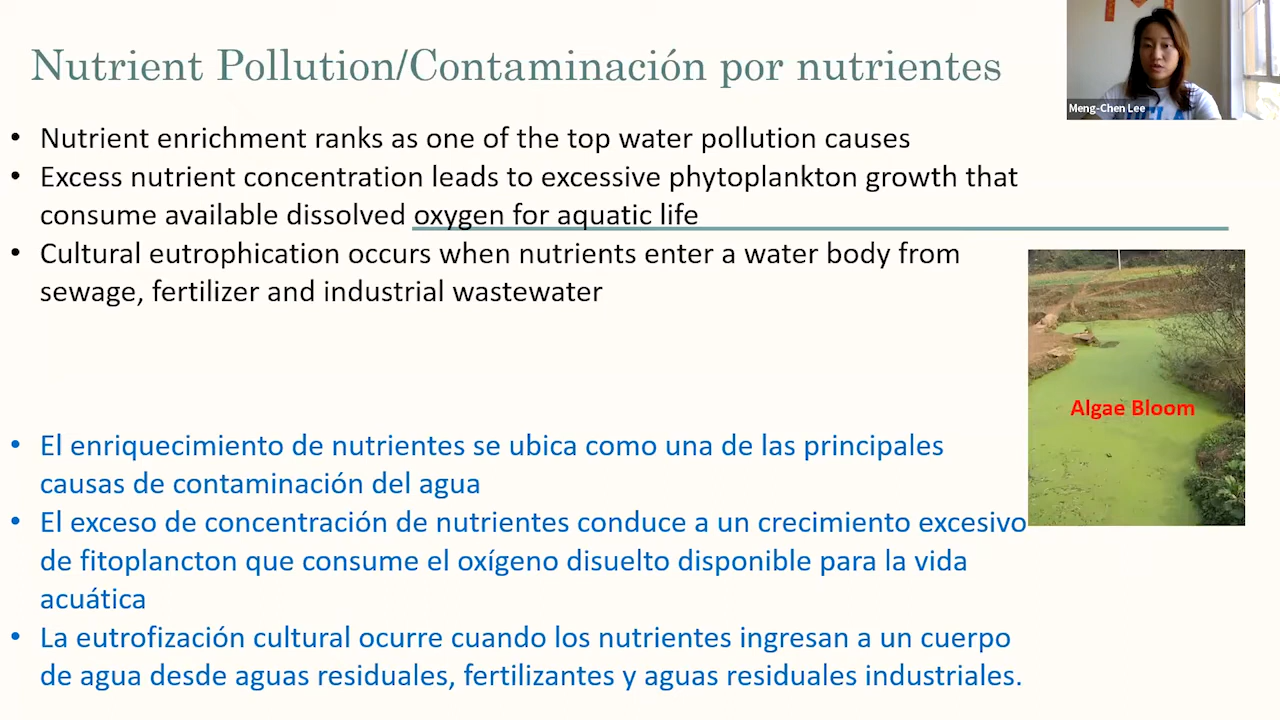 Nutrient Pollution/Contaminación por nutrientes
Meng-Chen Lee
• Nutrient enrichment ranks as one of the top water pollution causes
• Excess nutrient concentration leads to excessive phytoplankton growth that
consume available dissolved oxygen for aquatic life
• Cultural eutrophication occurs when nutrients enter a water body from
sewage, fertilizer and industrial wastewater
Algae Bloom
• El enriquecimiento de nutrientes se ubica como una de las principales
causas de contaminación del agua
• El exceso de concentración de nutrientes conduce a un crecimiento excesivo
de fitoplancton que consume el oxígeno disuelto disponible para la vida
acuática
• La eutrofización cultural ocurre cuando los nutrientes ingresan a un cuerpo
de agua desde aguas residuales, fertilizantes y aguas residuales industriales.